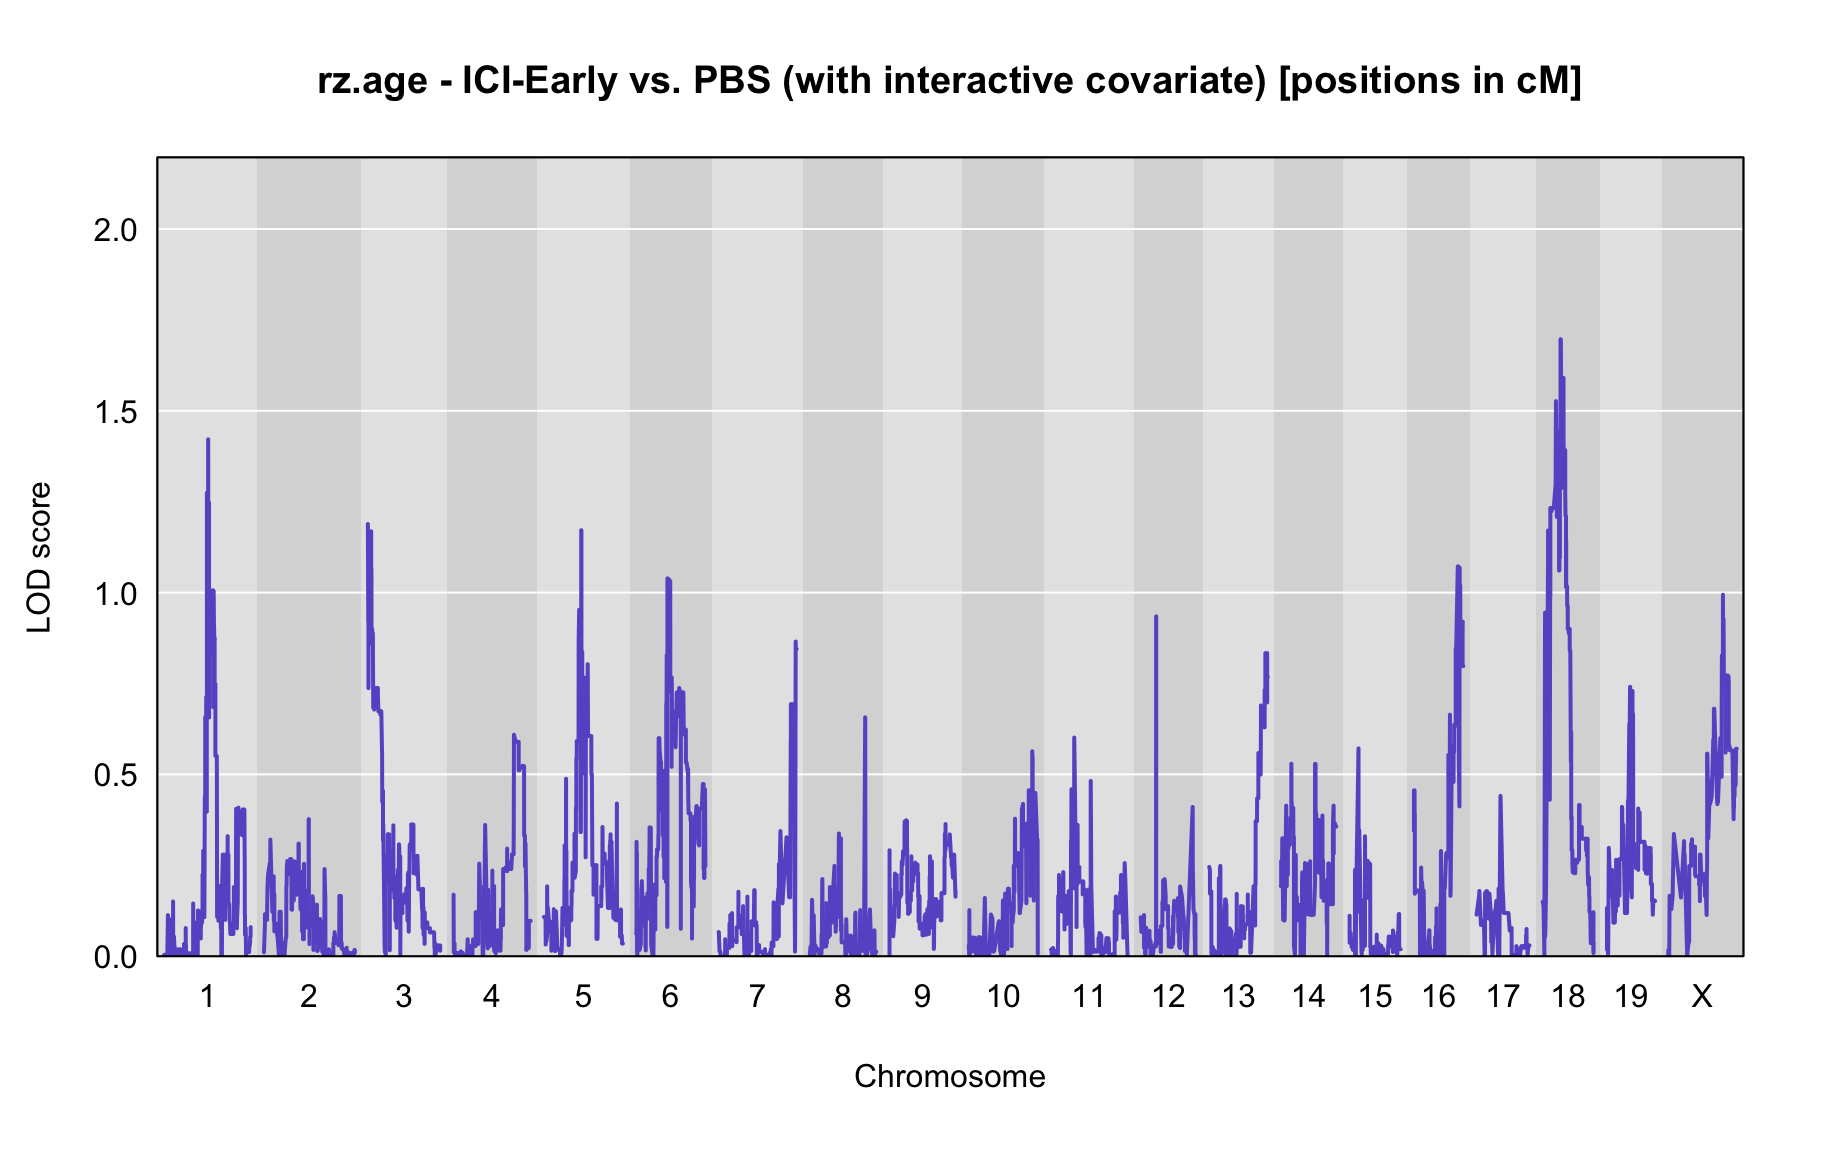 rz.age - ICI-Early vs. PBS (with interactive covariate) [positions in cM]
2.0
1.5
1.0
0.5
0.0
LOD score
1 2 3 4 5 6 7 8 9 10 11 12 13 14 15 16 17 18 19 X
Chromosome